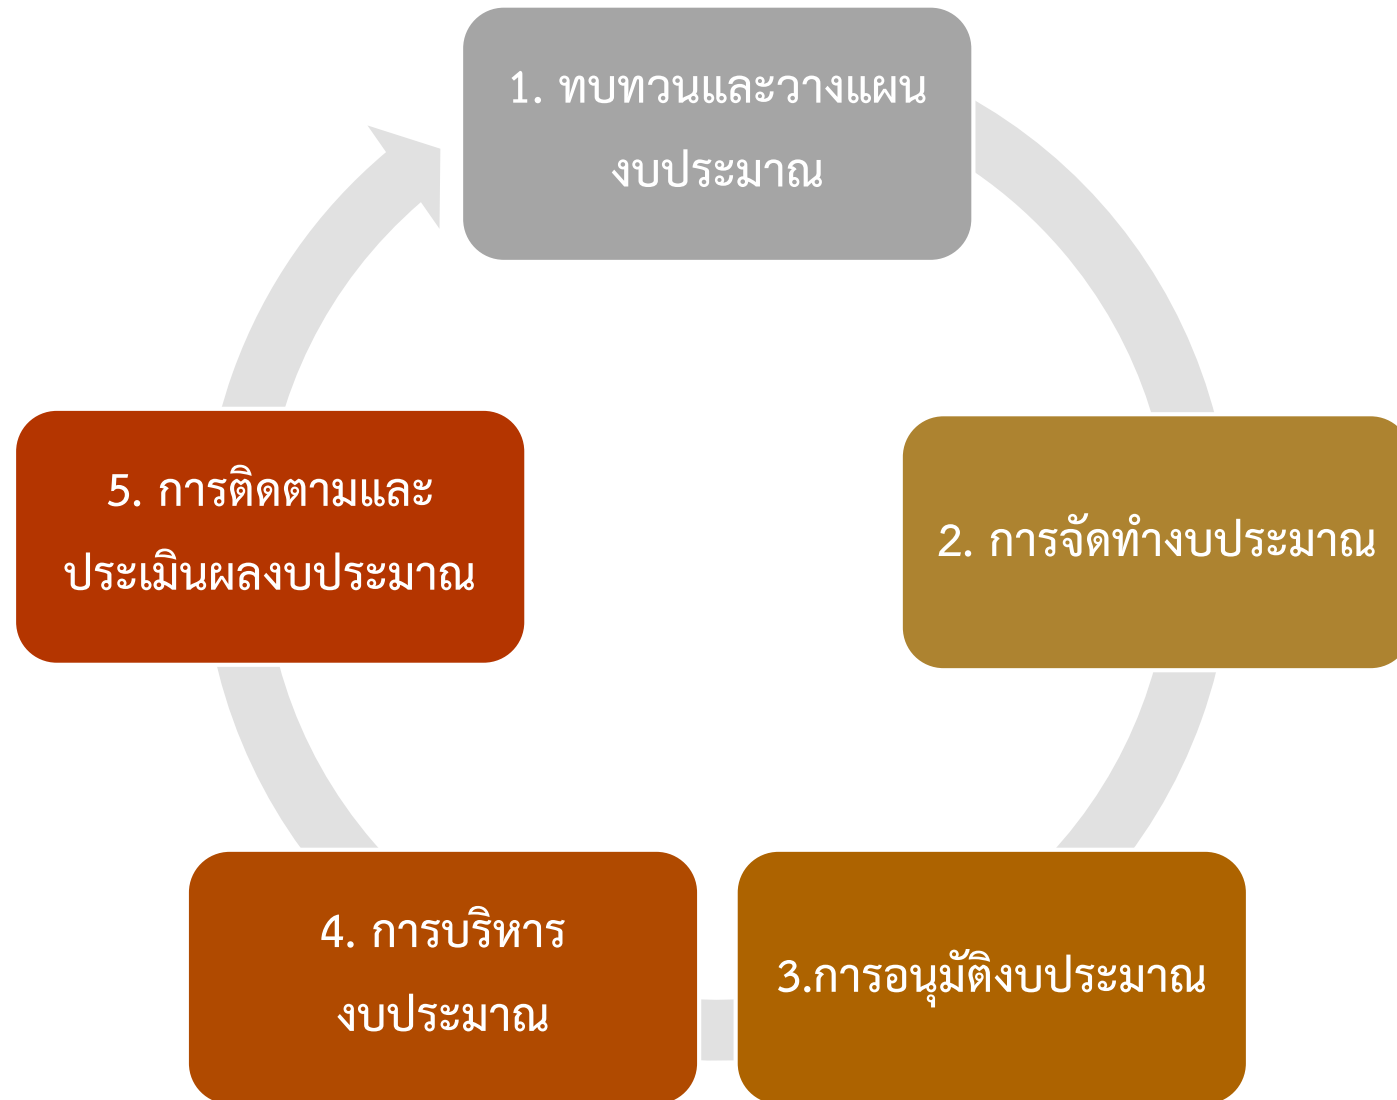 1. ทบทวนและวางแผน
งบประมาณ
2. การจัดทำงบประมาณ
3.การอนุมัติงบประมาณ
4. การบริหาร
งบประมาณ
5. การติดตามและ
ประเมินผลงบประมาณ